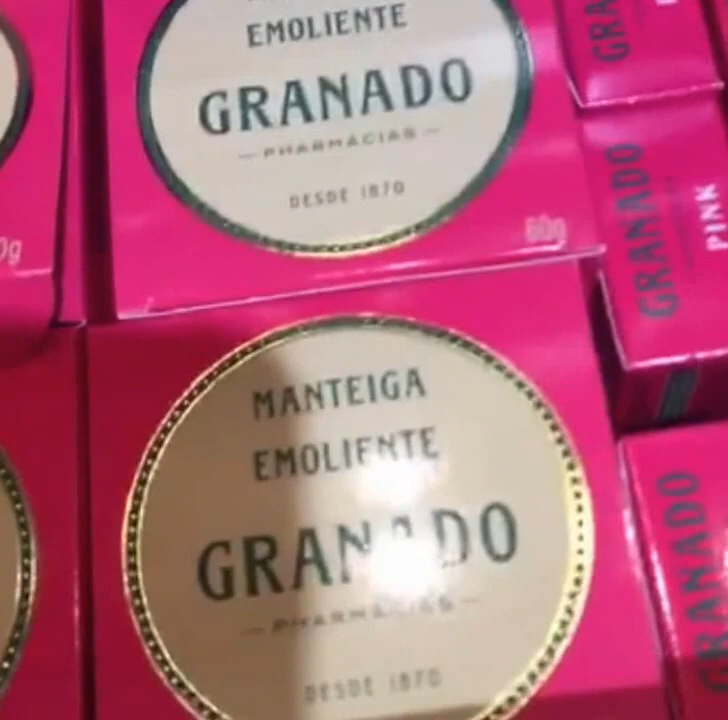 EMOLIENTE
GRANADO
PHARMÁCIAS
DESDE 1870
60g
MANTEIGA
EMOLIENTE
GRANADO
PHARMÁCIAS
DESDE 1870
GRANADO
PINK
GRANADO